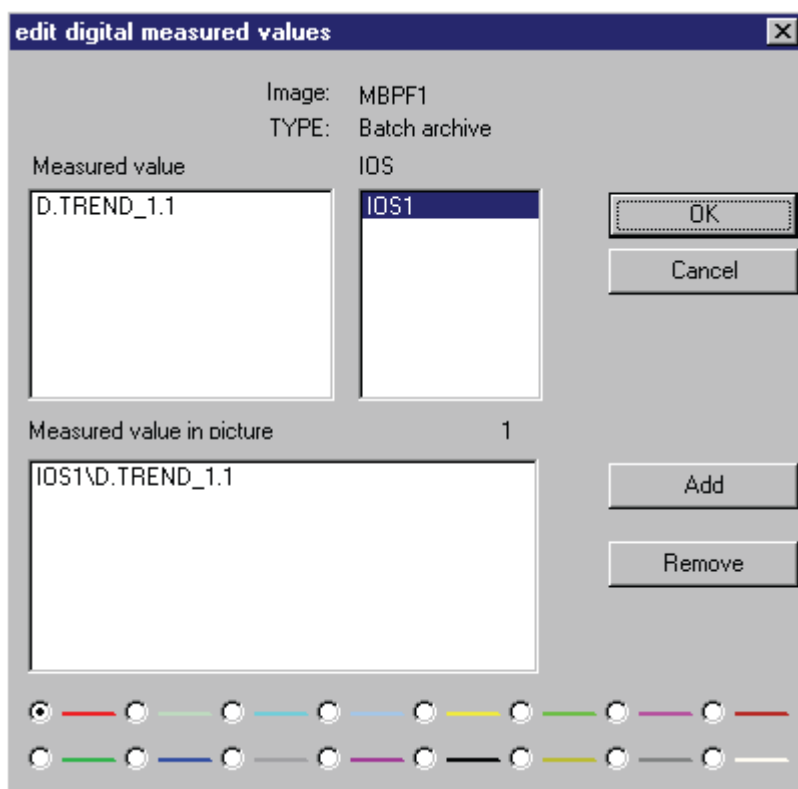 edit digital measured values
Image: MBPF1
TYPE: Batch archive
Measured value IOS
D.TREND_1.1 IOS1
OK
Cancel
Measured value in picture 1
IOS1\D.TREND_1.1
Add
Remove